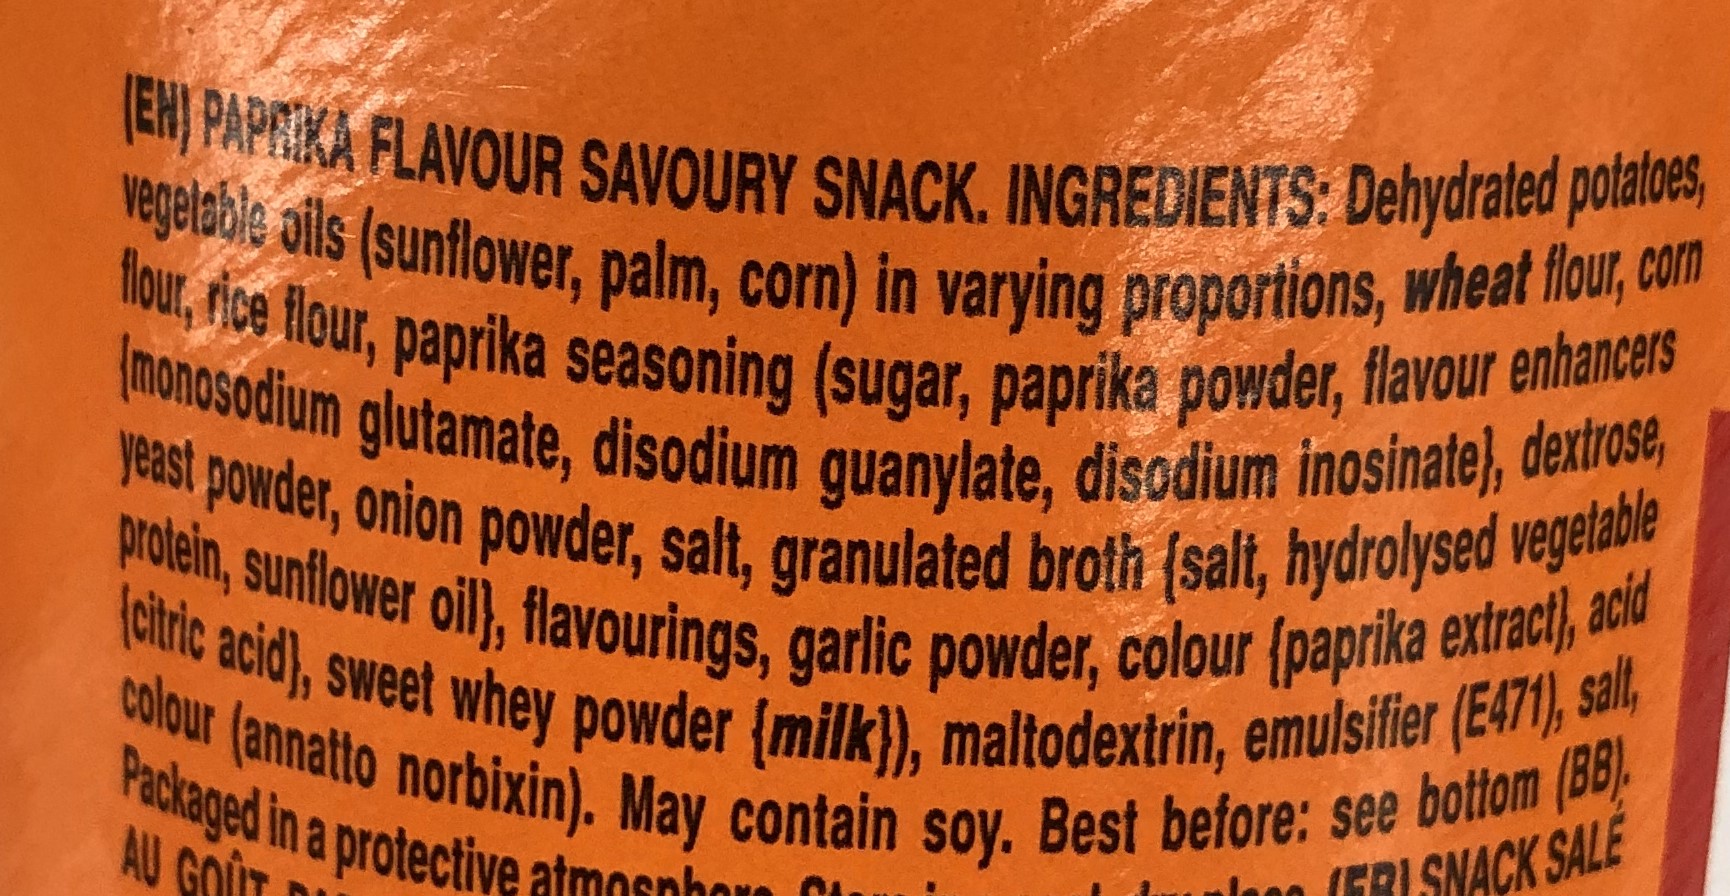 (EN) PAPRIKA FLAVOUR SAVOURY SNACK. INGREDIENTS: Dehydrated potatoes,
vegetable oils (sunflower, palm, corn) in varying proportions, wheat flour, corn
flour, rice flour, paprika seasoning (sugar, paprika powder, flavour enhancers
{monosodium glutamate, disodium guanylate, disodium inosinate}, dextrose,
yeast powder, onion powder, salt, granulated broth {salt, hydrolysed vegetable
protein, sunflower oil}, flavourings, garlic powder, colour {paprika extract}, acid
{citric acid}, sweet whey powder {milk}), maltodextrin, emulsifier (E471), salt,
colour (annatto norbixin). May contain soy. Best before: see bottom (BB).
Packaged in a protective atmosphere. (FR) SNACK SALÉ
AU GOÛT